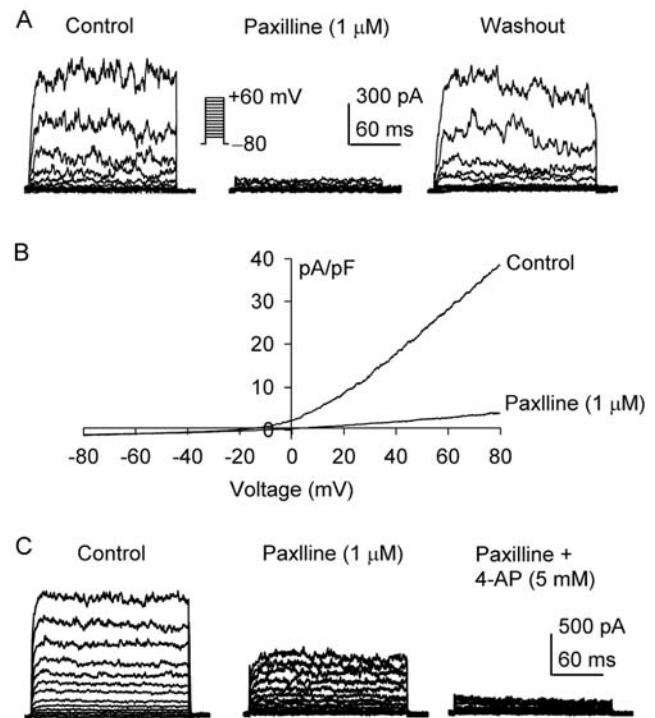 A
Control
Paxilline (1 μM)
Washout
+60 mV
–80
300 pA
60 ms
B
pA/pF
40
30
20
10
0
Control
Paxlline (1 μM)
-80 -60 -40 -20 0 20 40 60 80
Voltage (mV)
C
Control
Paxlline (1 μM)
Paxilline +
4-AP (5 mM)
500 pA
60 ms